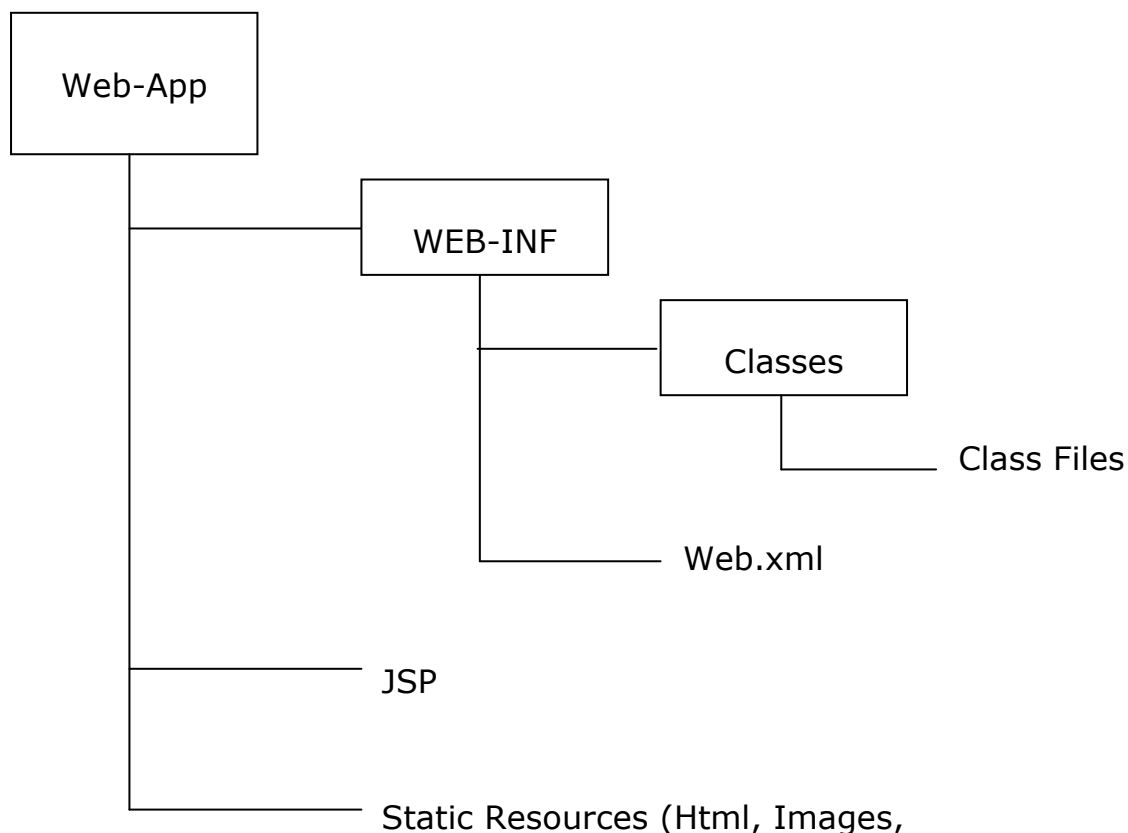 Web-App
WEB-INF
Classes
Class Files
Web.xml
JSP
Static Resources (Html, Images,